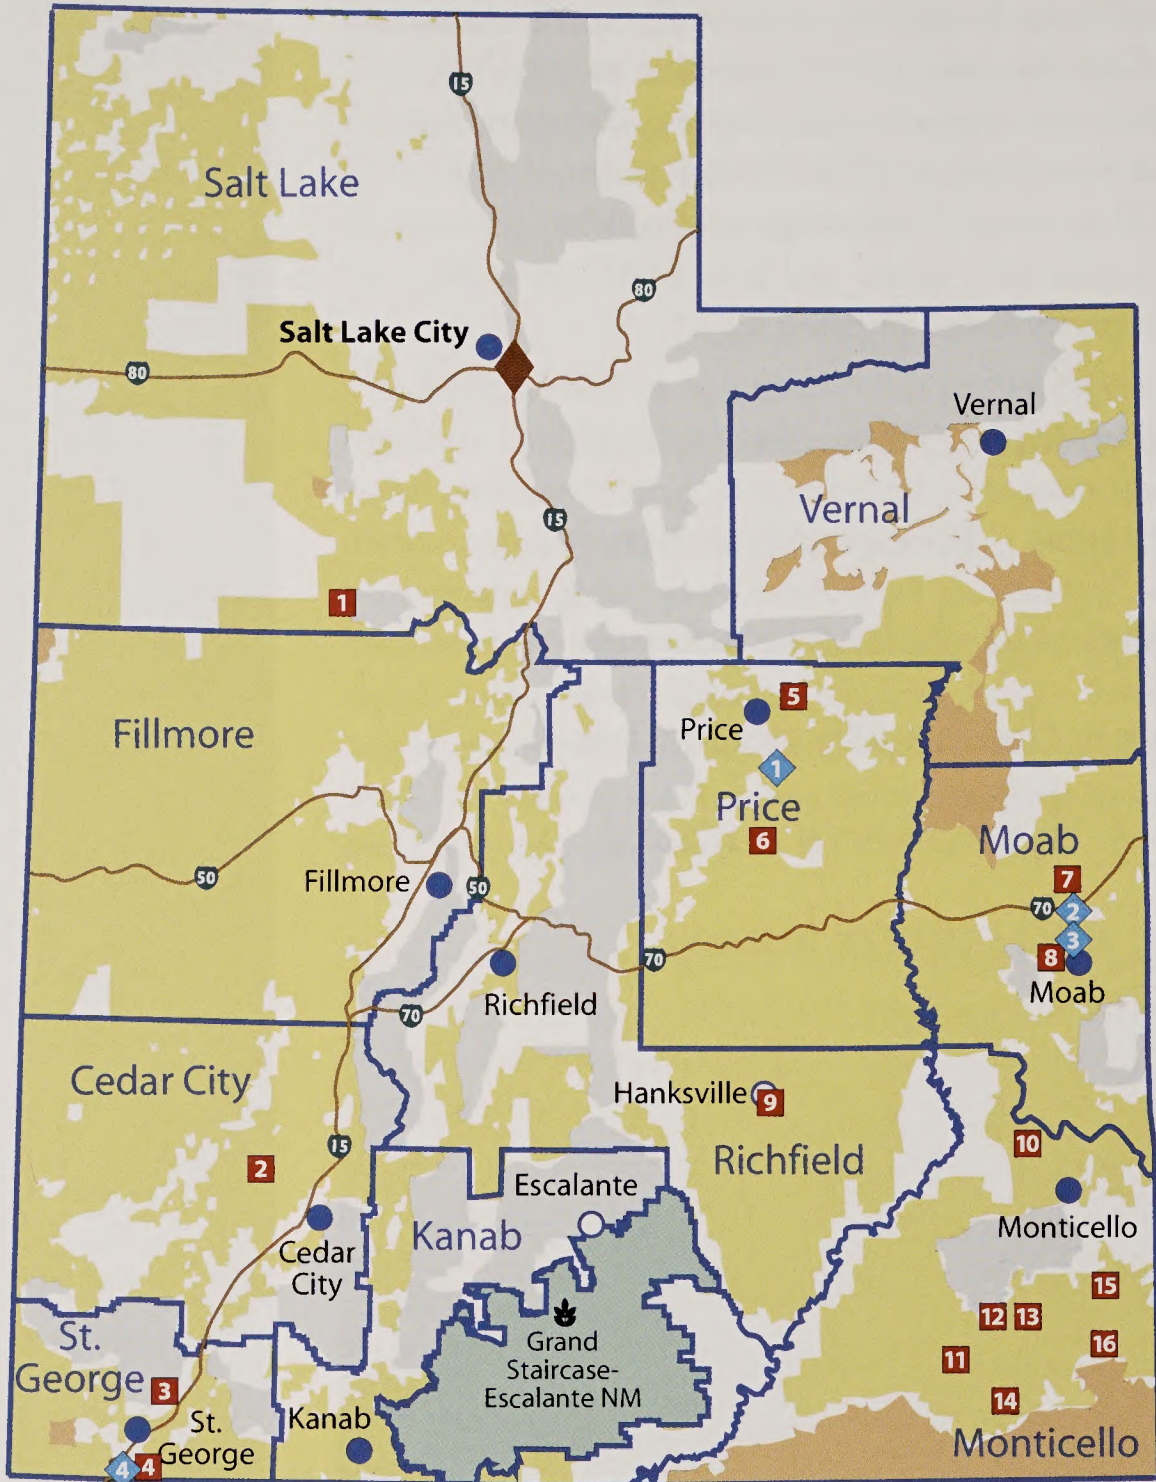 15
Salt Lake
80
Salt Lake City
80
Vernal
Vernal
15
1
Fillmore
5
Price
1
Price
6
Moab
7
50
Fillmore
50
70
2
3
70
8
Moab
Richfield
70
Cedar City
Hanksville
9
10
15
2
Richfield
Escalante
Monticello
Kanab
Cedar
City
15
12
13
16
11
St.
George
Grand
Staircase-
Escalante NM
3
14
St.
George
Kanab
Monticello
4
4